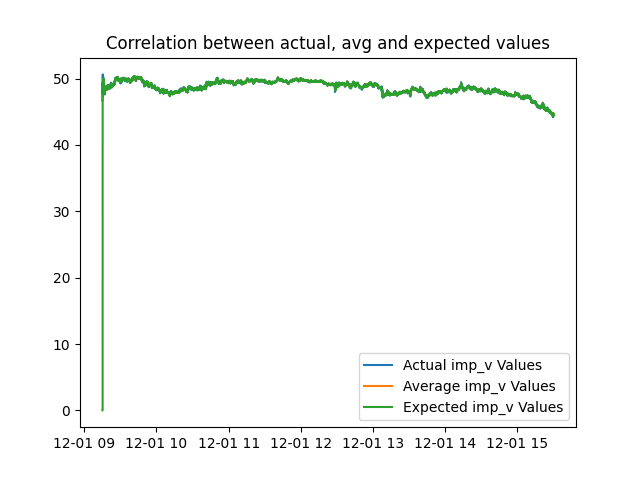 Correlation between actual, avg and expected values
50
40
30
20
10
0
12-01 09 12-01 10 12-01 11 12-01 12 12-01 13 12-01 14 12-01 15
Actual imp_v Values
Average imp_v Values
Expected imp_v Values